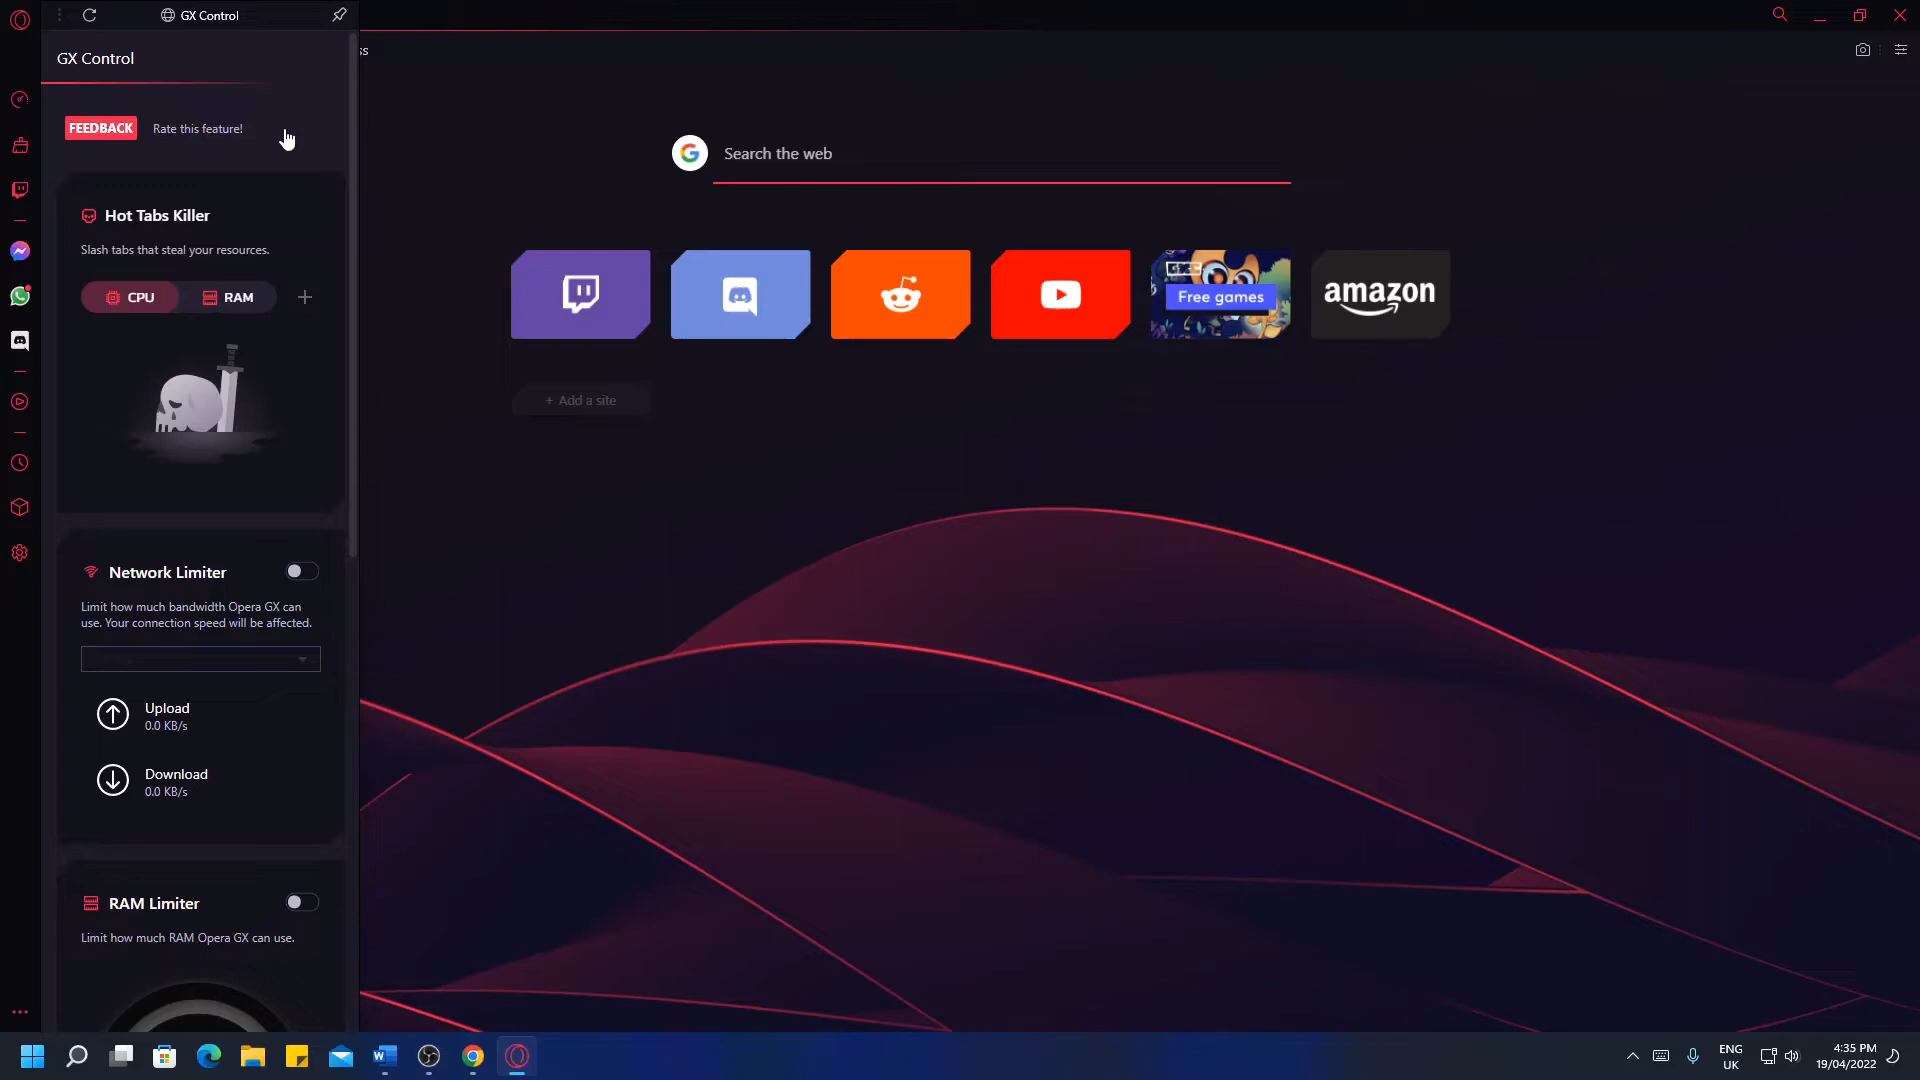 GX Control
GX Control
ss
FEEDBACK Rate this feature!
Search the web
Hot Tabs Killer
Slash tabs that steal your resources.
CPU RAM
Free games
amazon
+ Add a site
Network Limiter
Limit how much bandwidth Opera GX can
use. Your connection speed will be affected.
Upload
0.0 KB/s
Download
0.0 KB/s
RAM Limiter
Limit how much RAM Opera GX can use.
ENG
UK
4:35 PM
19/04/2022